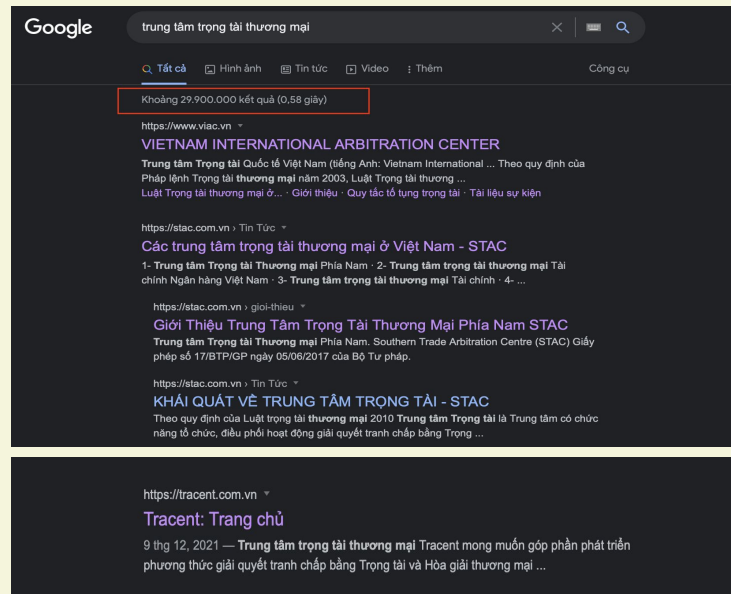 Google
trung tâm trọng tài thương mại
Tất cả Hình ảnh Tin tức Video Thêm Công cụ
Khoảng 29.900.000 kết quả (0,58 giây)
https://www.viac.vn
VIETNAM INTERNATIONAL ARBITRATION CENTER
Trung tâm Trọng tài Quốc tế Việt Nam (tiếng Anh: Vietnam International ... Theo quy định của
Pháp lệnh Trọng tài thương mại năm 2003, Luật Trọng tài thương ...
Luật Trọng tài thương mại ở... · Giới thiệu · Quy tắc tố tụng trọng tài · Tài liệu sự kiện
https://stac.com.vn › Tin Tức
Các trung tâm trọng tài thương mại ở Việt Nam - STAC
1- Trung tâm Trọng tài Thương mại Phía Nam · 2- Trung tâm trọng tài thương mại Tài
chính Ngân hàng Việt Nam · 3- Trung tâm trọng tài thương mại Tài chính · 4- ...
https://stac.com.vn › gioi-thieu
Giới Thiệu Trung Tâm Trọng Tài Thương Mại Phía Nam STAC
Trung tâm Trọng tài Thương mại Phía Nam. Southern Trade Arbitration Centre (STAC) Giấy
phép số 17/BTP/GP ngày 05/06/2017 của Bộ Tư pháp.
https://stac.com.vn › Tin Tức
KHÁI QUÁT VỀ TRUNG TÂM TRỌNG TÀI - STAC
Theo quy định của Luật trọng tài thương mại 2010 Trung tâm Trọng tài là Trung tâm có chức
năng tổ chức, điều phối hoạt động giải quyết tranh chấp bằng Trọng ...
https://tracent.com.vn
Tracent: Trang chủ
9 thg 12, 2021 — Trung tâm trọng tài thương mại Tracent mong muốn góp phần phát triển
phương thức giải quyết tranh chấp bằng Trọng tài và Hòa giải thương mại ...